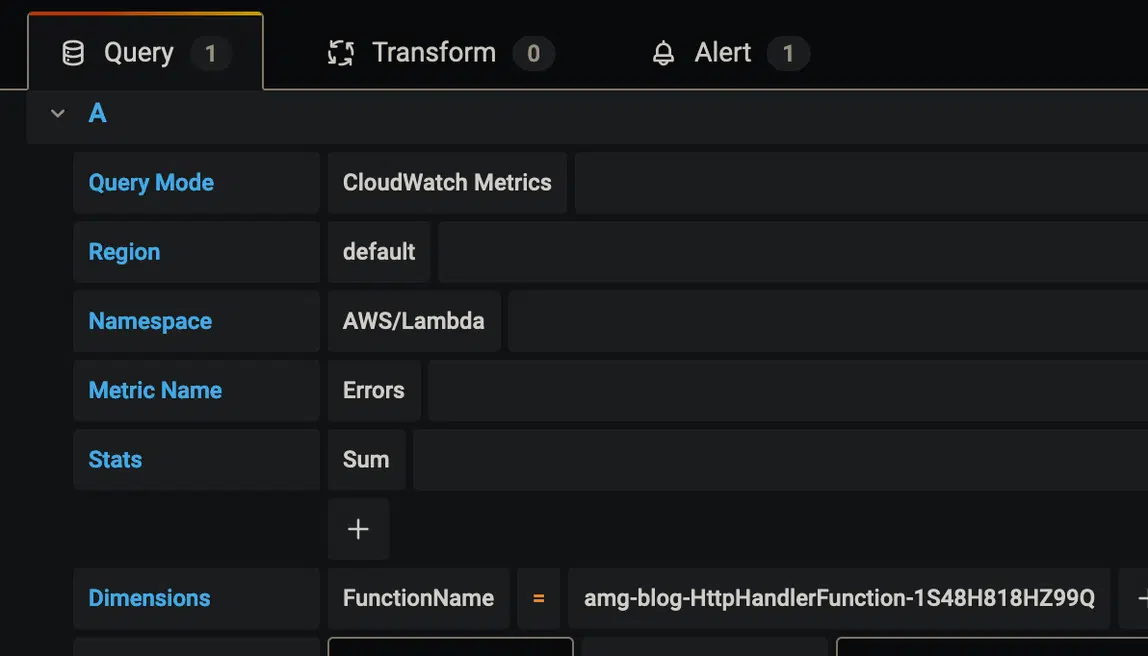 Query 1 Transform 0 Alert 1
A
Query Mode CloudWatch Metrics
Region default
Namespace AWS/Lambda
Metric Name Errors
Stats Sum
+
Dimensions FunctionName = amg-blog-HttpHandlerFunction-1S48H818HZ99Q